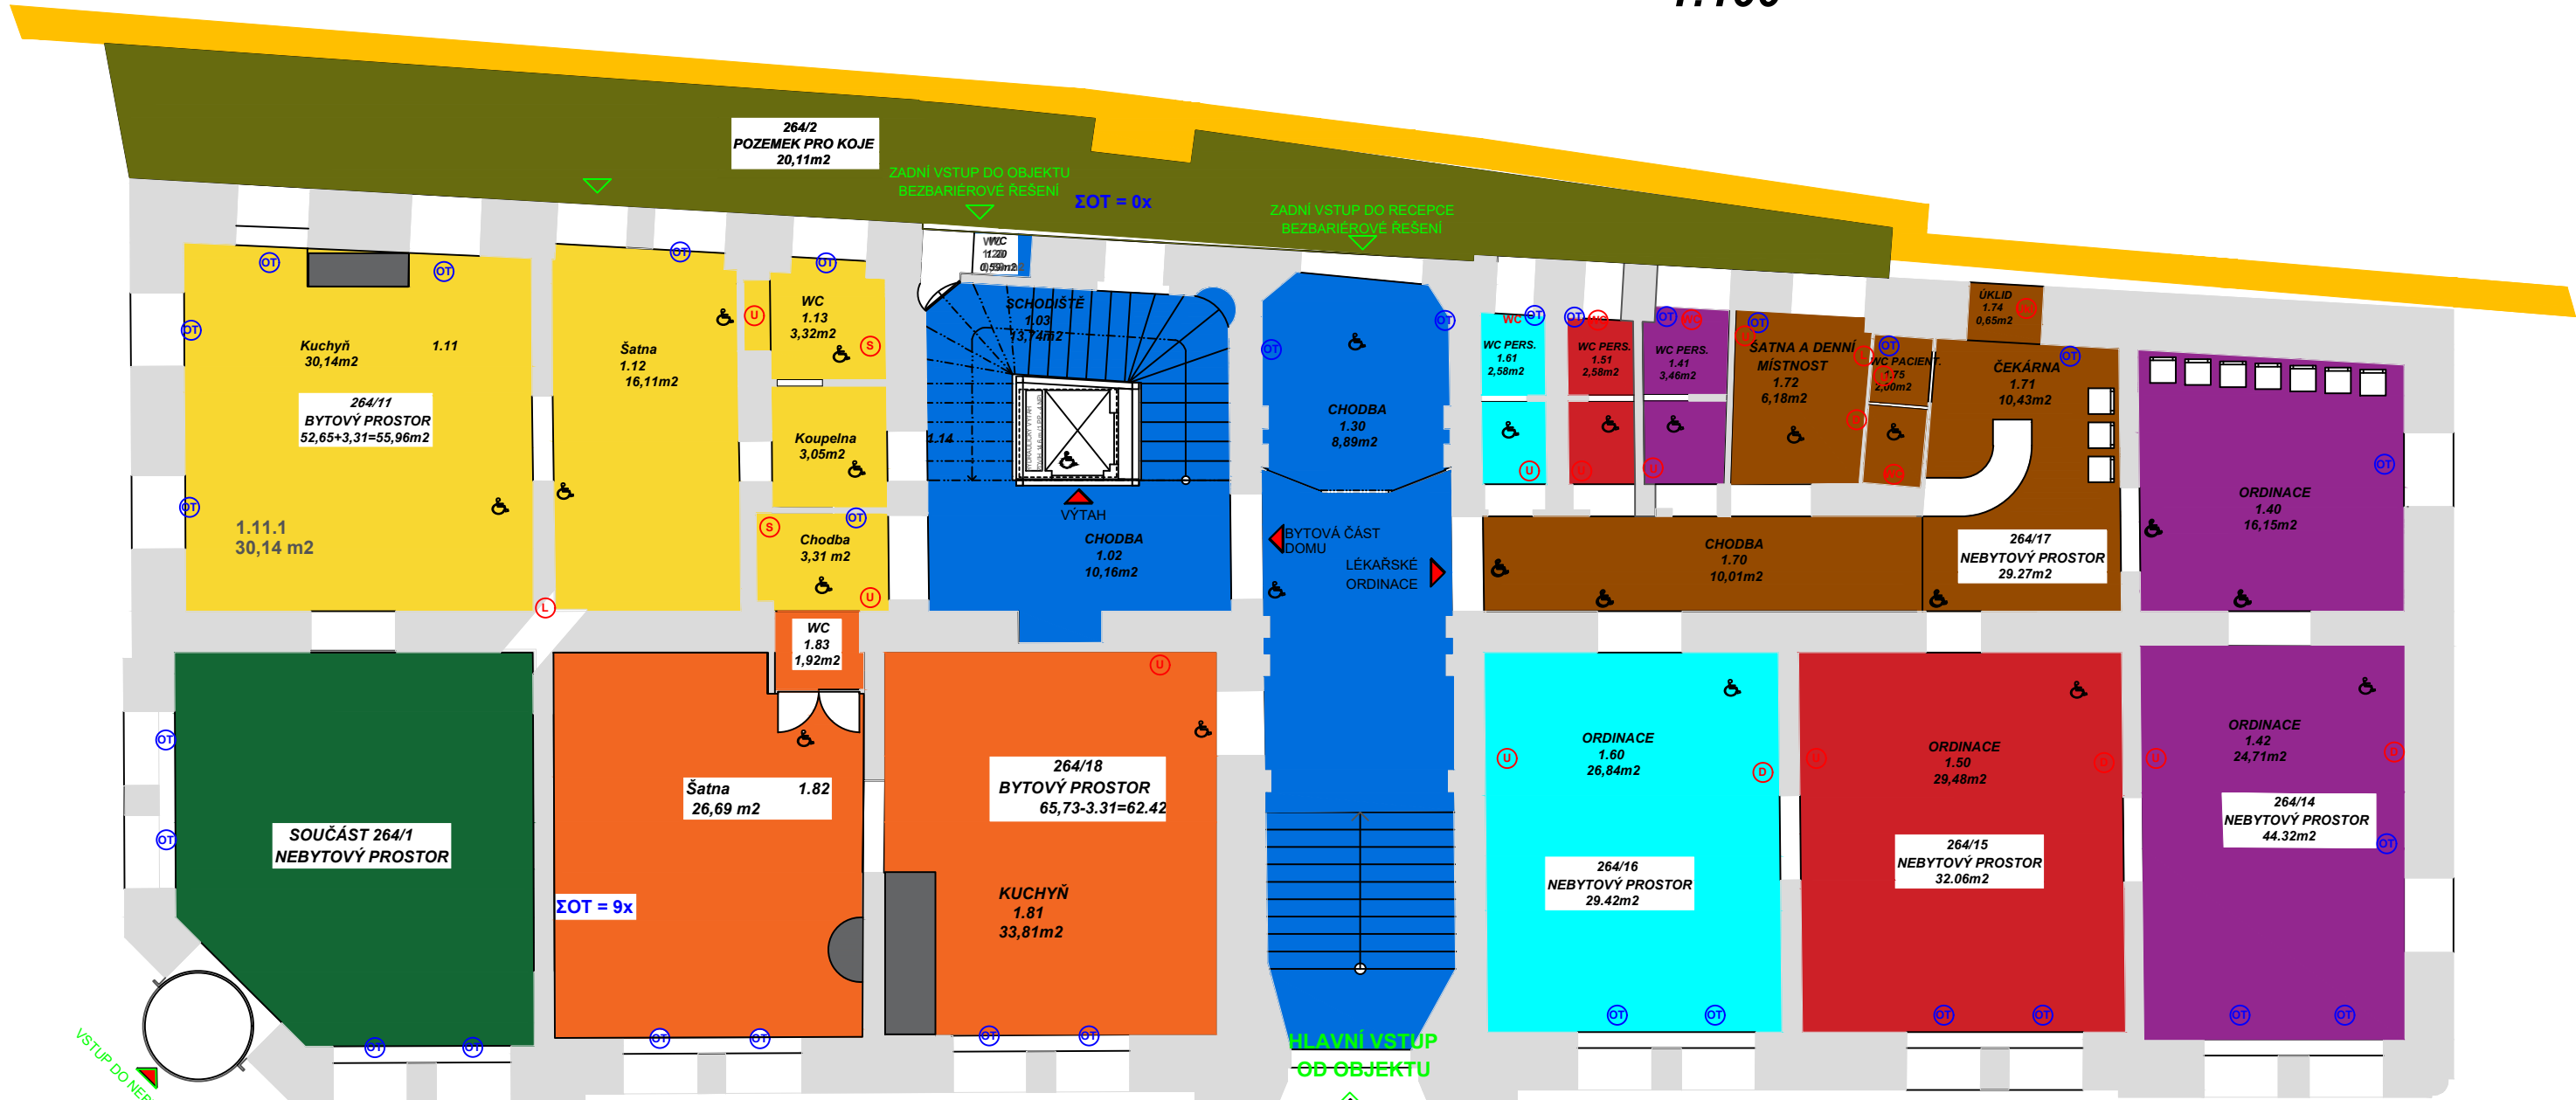 264/2
POZEMEK PRO KOJE
20,11m2
ZADNÍ VSTUP DO OBJEKTU
BEZBARIÉROVÉ ŘEŠENÍ
ΣOT = 0x
ZADNÍ VSTUP DO RECEPCE
BEZBARIÉROVÉ ŘEŠENÍ
Kuchyň 1.11
30,14m2
264/11
BYTOVÝ PROSTOR
52,65+3,31=55,96m2
1.11.1
30,14 m2
Šatna
1.12
16,11m2
WC
1.13
3,32m2
Koupelna
3,05m2
Chodba
3,31 m2
WC
1.20
0,59m2
SCHODIŠTĚ
1.03
13,74m2
1.14
VÝTAH
CHODBA
1.02
10,16m2
CHODBA
1.30
8,89m2
BYTOVÁ ČÁST
DOMU
LÉKAŘSKÉ
ORDINACE
WC
WC PERS.
1.61
2,58m2
WC
WC PERS.
1.51
2,58m2
WC
WC PERS.
1.41
3,46m2
ŠATNA A DENNÍ
MÍSTNOST
1.72
6,18m2
WC PACIENT.
1.75
2,00m2
WC
ÚKLID
1.74
0,65m2
ČEKÁRNA
1.71
10,43m2
CHODBA
1.70
10,01m2
264/17
NEBYTOVÝ PROSTOR
29.27m2
ORDINACE
1.40
16,15m2
SOUČÁST 264/1
NEBYTOVÝ PROSTOR
WC
1.83
1,92m2
Šatna 1.82
26,69 m2
ΣOT = 9x
264/18
BYTOVÝ PROSTOR
65,73-3.31=62.42
KUCHYŇ
1.81
33,81m2
ORDINACE
1.60
26,84m2
264/16
NEBYTOVÝ PROSTOR
29.42m2
ORDINACE
1.50
29,48m2
264/15
NEBYTOVÝ PROSTOR
32.06m2
ORDINACE
1.42
24,71m2
264/14
NEBYTOVÝ PROSTOR
44.32m2
HLAVNÍ VSTUP
OD OBJEKTU
VSTUP DO